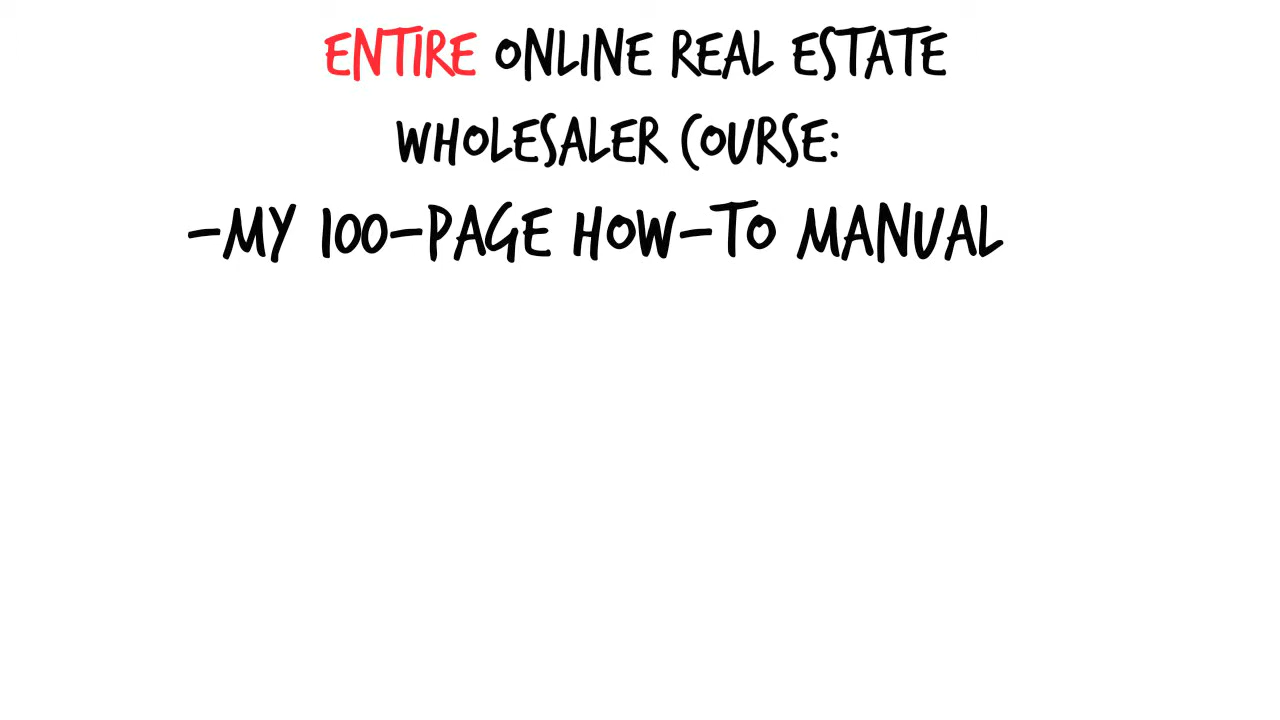 ENTIRE ONLINE REAL ESTATE
WHOLESALER COURSE:
-MY 100-PAGE HOW-TO MANUAL